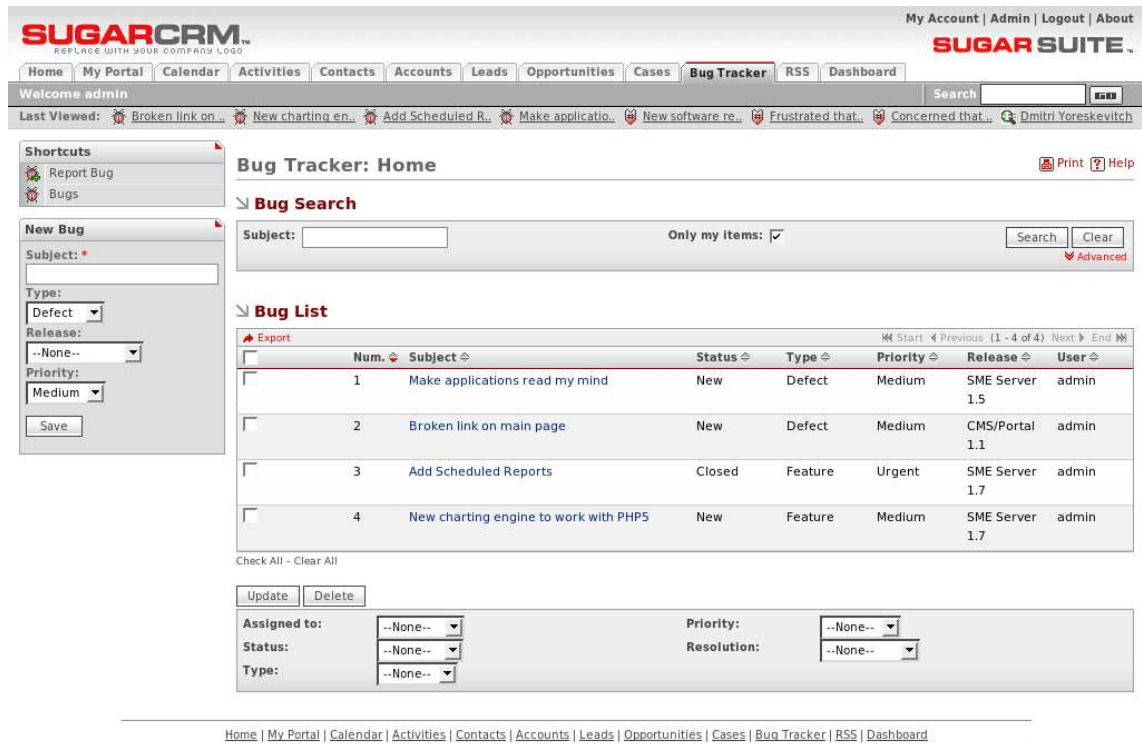 My Account | Admin | Logout | About
SUGARCRM™
REPLACE WITH YOUR COMPANY LOGO
SUGAR SUITE™
Home My Portal Calendar Activities Contacts Accounts Leads Opportunities Cases Bug Tracker RSS Dashboard
Welcome admin Search GO
Last Viewed: Broken link on .. New charting en.. Add Scheduled R.. Make applicatio.. New software re.. Frustrated that.. Concerned that .. Dmitri Yoreskevitch
Shortcuts
Report Bug
Bugs
New Bug
Subject: *
Type:
Defect
Release:
--None--
Priority:
Medium
Save
Bug Tracker: Home Print Help
Bug Search
Subject: Only my items: Search Clear
Advanced
Bug List
Export Start Previous (1 - 4 of 4) Next End
Num. Subject Status Type Priority Release User
1 Make applications read my mind New Defect Medium SME Server 1.5 admin
2 Broken link on main page New Defect Medium CMS/Portal 1.1 admin
3 Add Scheduled Reports Closed Feature Urgent SME Server 1.7 admin
4 New charting engine to work with PHP5 New Feature Medium SME Server 1.7 admin
Check All - Clear All
Update Delete
Assigned to: --None-- Priority: --None--
Status: --None-- Resolution: --None--
Type: --None--
Home | My Portal | Calendar | Activities | Contacts | Accounts | Leads | Opportunities | Cases | Bug Tracker | RSS | Dashboard